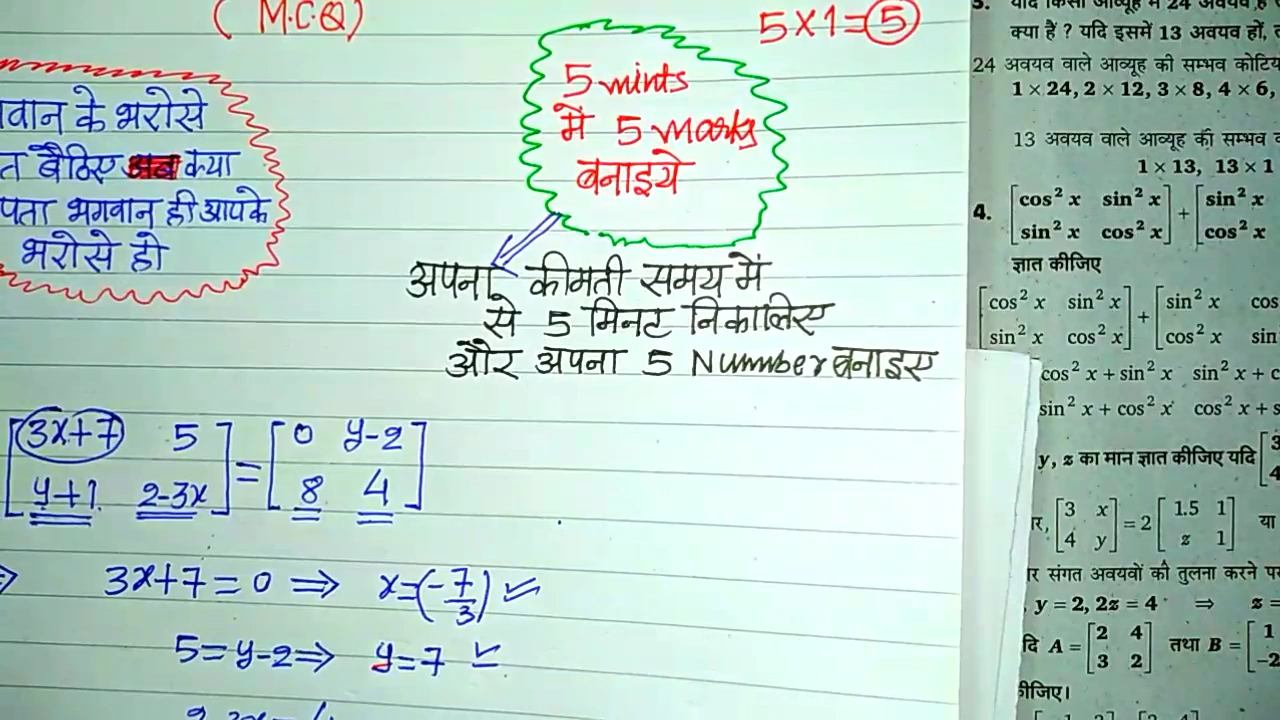 ( M.C.Q)
5×1=5
वान के भरोसे
त बैठिए क्या
पता भगवान ही आपके
भरोसे हो
5 mints
में 5 marks
बनाइये
अपना कीमती समय में
से 5 मिनट निकालिए
और अपना 5 Number बनाइए
[3x+7 5] = [0 y-2]
[y+1 2-3x] [8 4]
3x+7=0 ⇒ x=(-7/3)
5=y-2⇒ y=7
3. यदि किसी आव्यूह में 24 अवयव हैं
क्या हैं ? यदि इसमें 13 अवयव हों,
24 अवयव वाले आव्यूह की सम्भव कोटिय
1 × 24, 2 × 12, 3 × 8, 4 × 6,
13 अवयव वाले आव्यूह की सम्भव
1 × 13, 13 × 1
4. [cos² x sin² x] + [sin² x
[sin² x cos² x] [cos² x
ज्ञात कीजिए
[cos² x sin² x] + [sin² x cos
[sin² x cos² x] [cos² x sin
cos² x + sin² x sin² x + c
sin² x + cos² x cos² x + s
y, z का मान ज्ञात कीजिए यदि [3
[4
र, [3 x] = 2 [1.5 1] या
[4 y] [z 1]
र संगत अवयवों की तुलना करने पर
y = 2, 2z = 4 ⇒ z =
दि A = [2 4] तथा B = [1
[3 2] [-2
ीजिए।